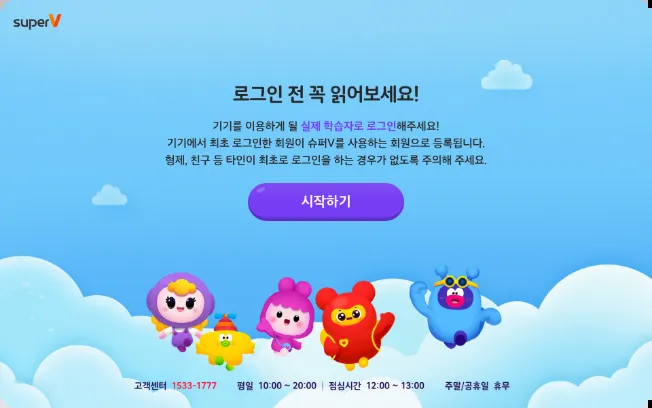 superV
로그인 전 꼭 읽어보세요!
기기를 이용하게 될 실제 학습자로 로그인해주세요!
기기에서 최초 로그인한 회원이 슈퍼V를 사용하는 회원으로 등록됩니다.
형제, 친구 등 타인이 최초로 로그인을 하는 경우가 없도록 주의해 주세요.
시작하기
고객센터 1533-1777 평일 10:00 ~ 20:00 | 점심시간 12:00 ~ 13:00 주말/공휴일 휴무